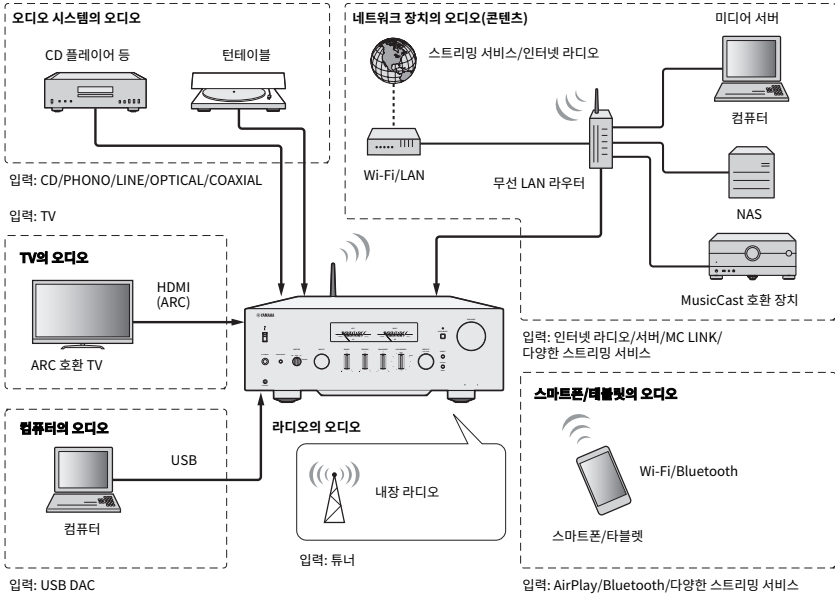 오디오 시스템의 오디오
CD 플레이어 등
턴테이블
입력: CD/PHONO/LINE/OPTICAL/COAXIAL
네트워크 장치의 오디오(콘텐츠)
스트리밍 서비스/인터넷 라디오
미디어 서버
컴퓨터
Wi-Fi/LAN
무선 LAN 라우터
NAS
MusicCast 호환 장치
입력: 인터넷 라디오/서버/MC LINK/
다양한 스트리밍 서비스
입력: TV
TV의 오디오
HDMI
(ARC)
ARC 호환 TV
YAMAHA
컴퓨터의 오디오
USB
컴퓨터
입력: USB DAC
라디오의 오디오
내장 라디오
입력: 튜너
스마트폰/태블릿의 오디오
Wi-Fi/Bluetooth
스마트폰/타블렛
입력: AirPlay/Bluetooth/다양한 스트리밍 서비스